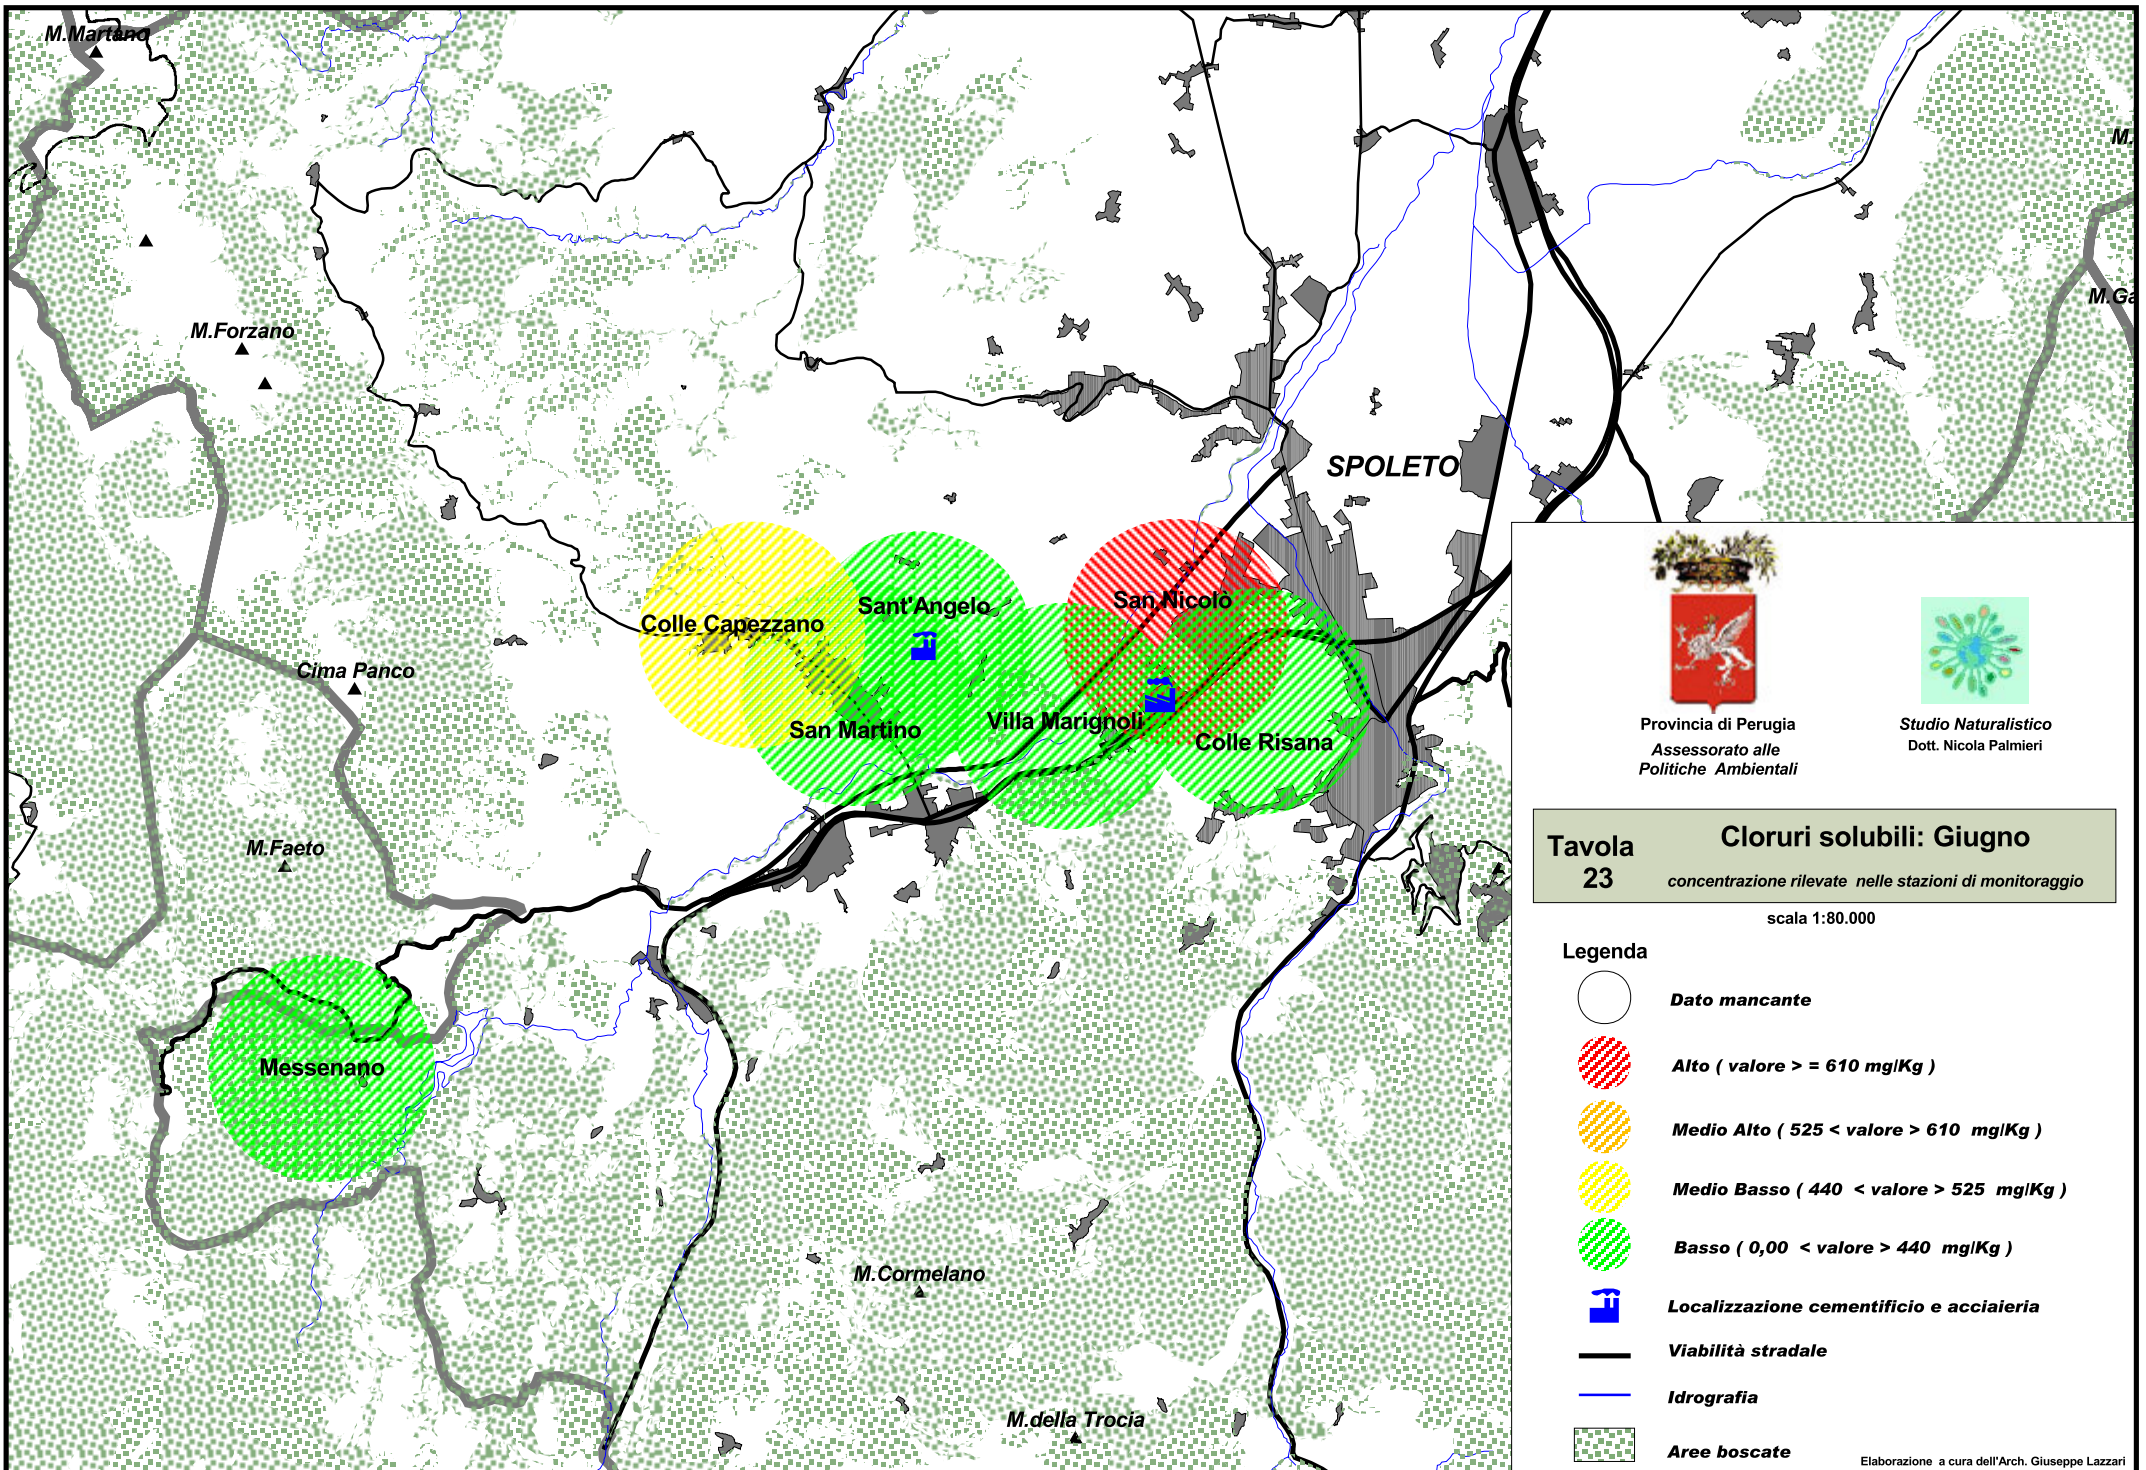 M.Martano
M.
M.Ga
M.Forzano
SPOLETO
Sant'Angelo
San Nicolò
Colle Capezzano
Cima Panco
San Martino
Villa Marignoli
Colle Risana
M.Faeto
Messenano
M.Cormelano
M.della Trocia
Provincia di Perugia
Assessorato alle
Politiche Ambientali
Studio Naturalistico
Dott. Nicola Palmieri
Tavola
23
Cloruri solubili: Giugno
concentrazione rilevate nelle stazioni di monitoraggio
scala 1:80.000
Legenda
Dato mancante
Alto ( valore > = 610 mg/Kg )
Medio Alto ( 525 < valore > 610 mg/Kg )
Medio Basso ( 440 < valore > 525 mg/Kg )
Basso ( 0,00 < valore > 440 mg/Kg )
Localizzazione cementificio e acciaieria
Viabilità stradale
Idrografia
Aree boscate
Elaborazione a cura dell'Arch. Giuseppe Lazzari